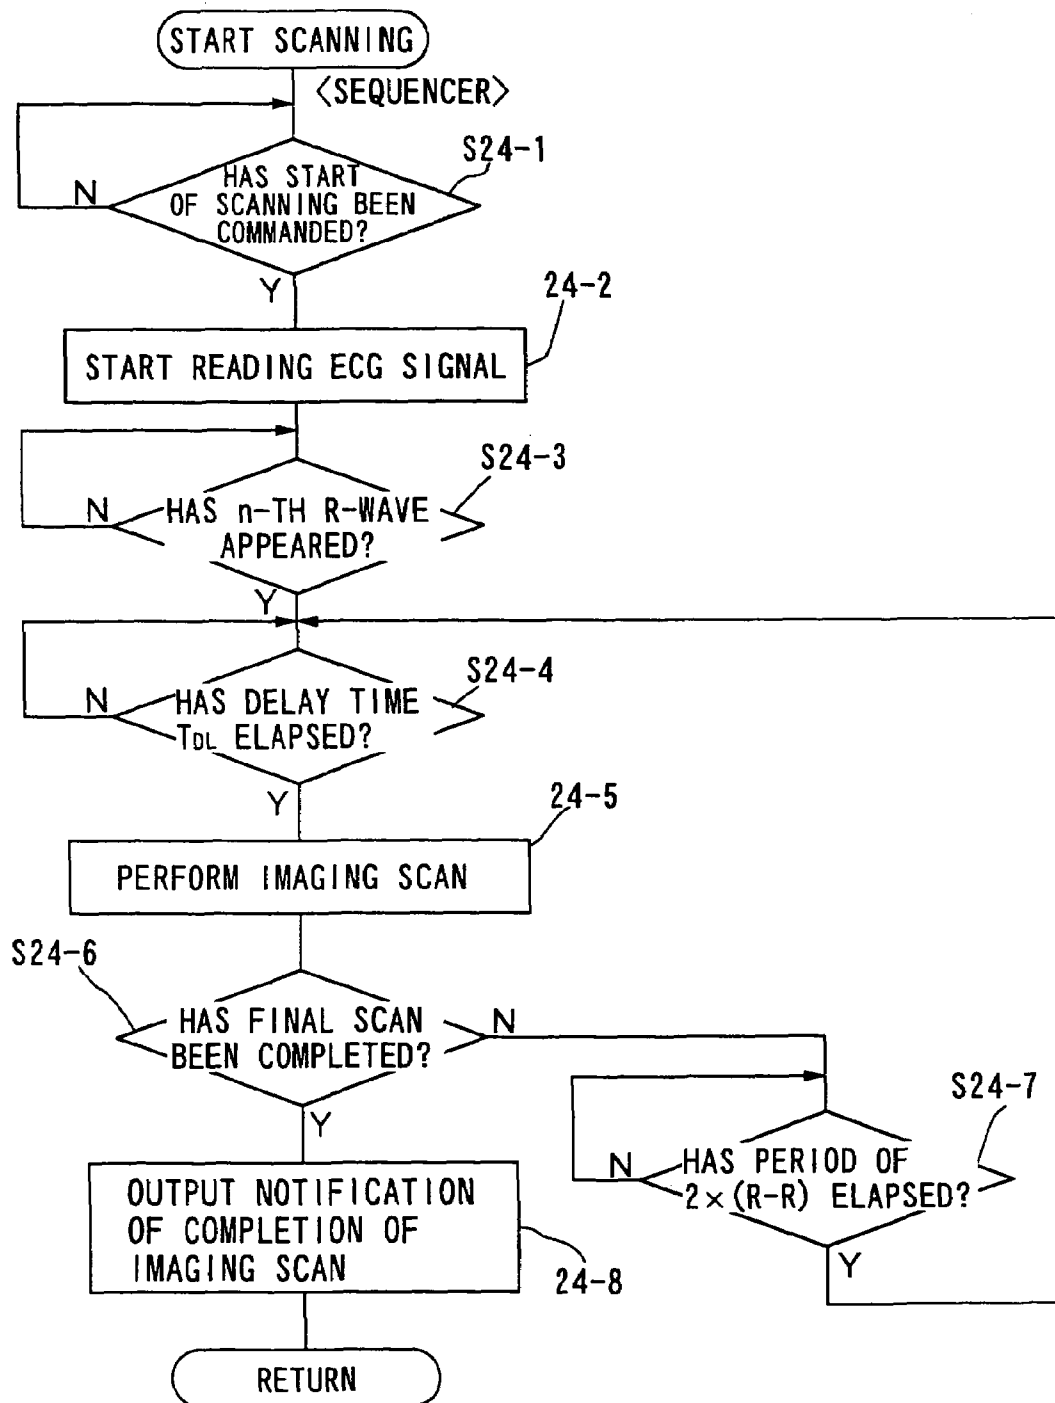 START SCANNING
<SEQUENCER>
S24-1
HAS START
OF SCANNING BEEN
COMMANDED?
N
Y
24-2
START READING ECG SIGNAL
S24-3
HAS n-TH R-WAVE
APPEARED?
N
Y
S24-4
HAS DELAY TIME
TDL ELAPSED?
N
Y
24-5
PERFORM IMAGING SCAN
S24-6
HAS FINAL SCAN
BEEN COMPLETED?
N
Y
S24-7
HAS PERIOD OF
2×(R-R) ELAPSED?
N
Y
OUTPUT NOTIFICATION
OF COMPLETION OF
IMAGING SCAN
24-8
RETURN